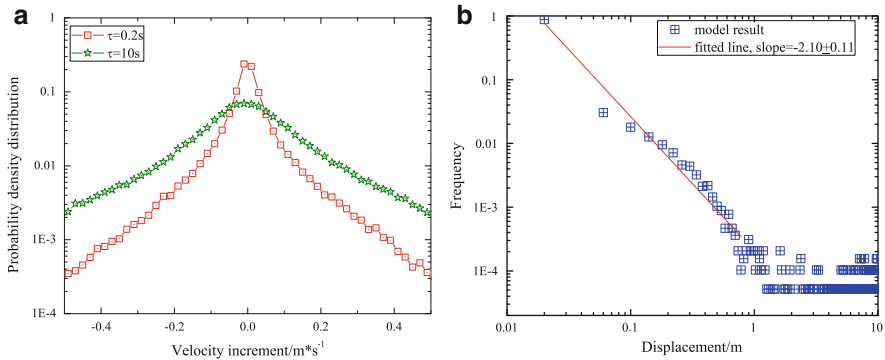 a
τ=0.2s
τ=10s
1
0.1
0.01
1E-3
1E-4
Probability density distribution
-0.4
-0.2
0.0
0.2
0.4
Velocity increment/m*s⁻¹
b
model result
fitted line, slope=-2.10±0.11
1
0.1
0.01
1E-3
1E-4
Frequency
0.01
0.1
1
10
Displacement/m